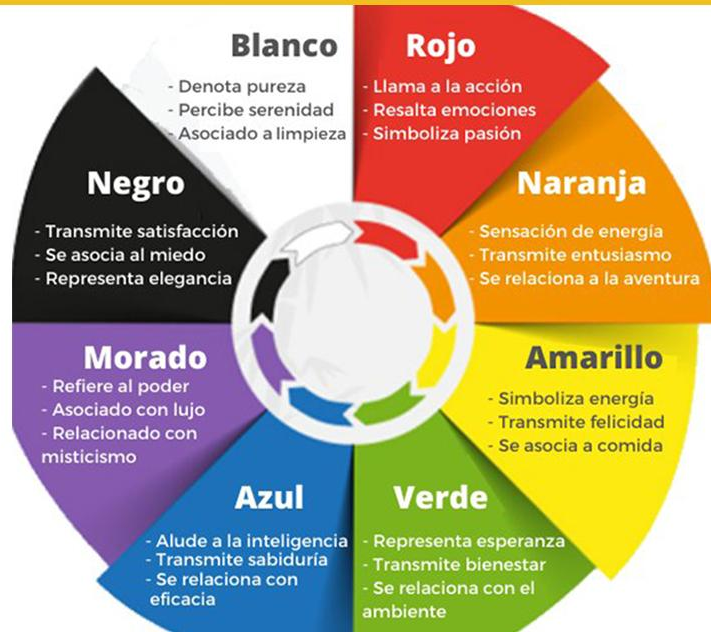 Blanco
- Denota pureza
- Percibe serenidad
- Asociado a limpieza
Rojo
- Llama a la acción
- Resalta emociones
- Simboliza pasión
Naranja
- Sensación de energía
- Transmite entusiasmo
- Se relaciona a la aventura
Amarillo
- Simboliza energía
- Transmite felicidad
- Se asocia a comida
Verde
- Representa esperanza
- Transmite bienestar
- Se relaciona con el
ambiente
Azul
- Alude a la inteligencia
- Transmite sabiduría
- Se relaciona con
eficacia
Morado
- Refiere al poder
- Asociado con lujo
- Relacionado con
misticismo
Negro
- Transmite satisfacción
- Se asocia al miedo
- Representa elegancia